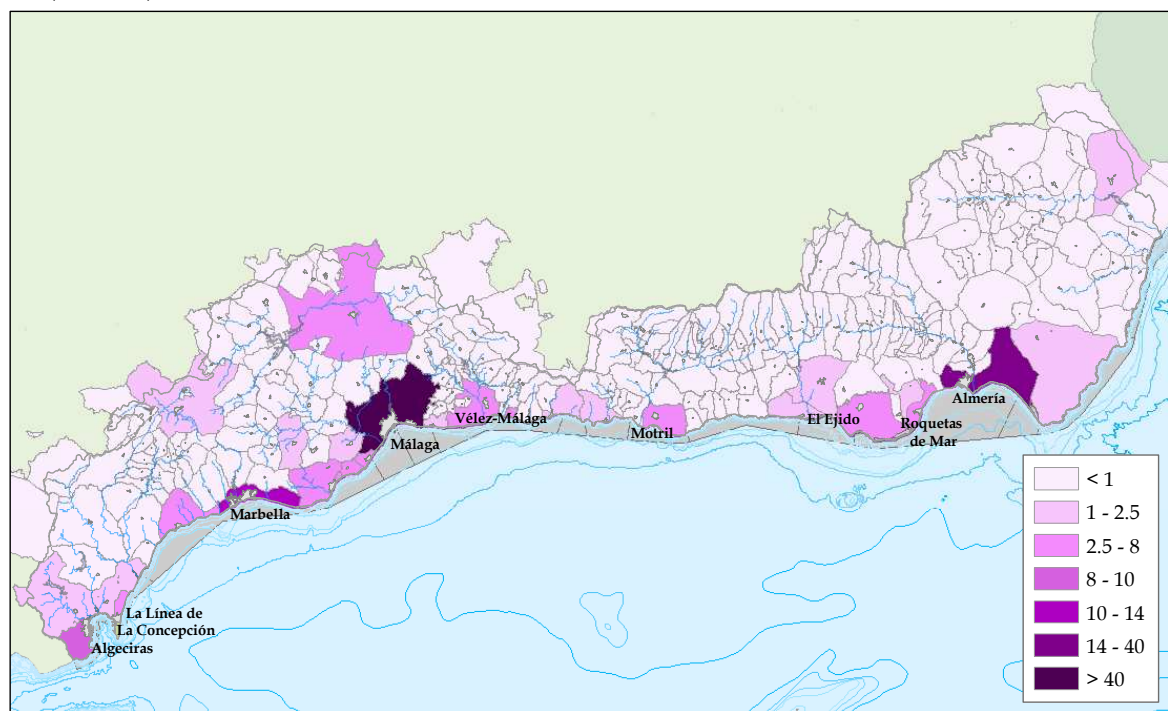 Vélez-Málaga
Málaga
Motril
El Ejido
Roquetas
de Mar
Almería
Marbella
La Línea de
La Concepción
Algeciras
< 1
1 - 2.5
2.5 - 8
8 - 10
10 - 14
14 - 40
> 40